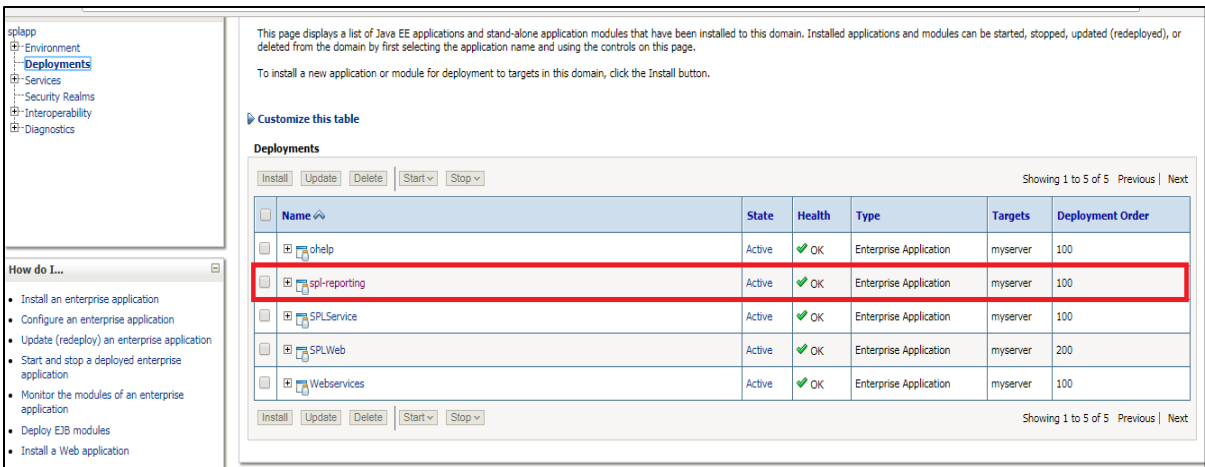 splapp
Environment
Deployments
Services
Security Realms
Interoperability
Diagnostics
How do I...
Install an enterprise application
Configure an enterprise application
Update (redeploy) an enterprise application
Start and stop a deployed enterprise
application
Monitor the modules of an enterprise
application
Deploy EJB modules
Install a Web application
This page displays a list of Java EE applications and stand-alone application modules that have been installed to this domain. Installed applications and modules can be started, stopped, updated (redeployed), or
deleted from the domain by first selecting the application name and using the controls on this page.
To install a new application or module for deployment to targets in this domain, click the Install button.
Customize this table
Deployments
Install Update Delete Start Stop Showing 1 to 5 of 5 Previous | Next
Name State Health Type Targets Deployment Order
ohelp Active OK Enterprise Application myserver 100
spl-reporting Active OK Enterprise Application myserver 100
SPLService Active OK Enterprise Application myserver 100
SPLWeb Active OK Enterprise Application myserver 200
Webservices Active OK Enterprise Application myserver 100
Install Update Delete Start Stop Showing 1 to 5 of 5 Previous | Next